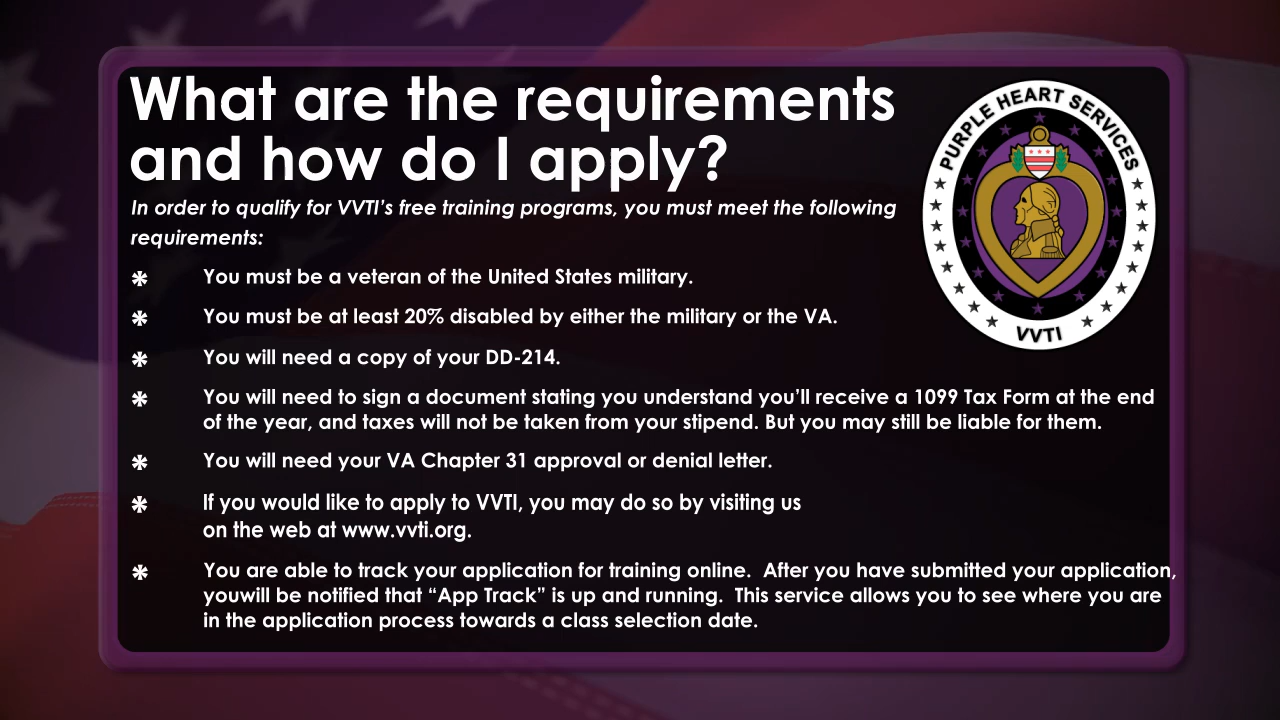 What are the requirements
and how do I apply?
In order to qualify for VVTI's free training programs, you must meet the following
requirements:
* You must be a veteran of the United States military.
* You must be at least 20% disabled by either the military or the VA.
* You will need a copy of your DD-214.
* You will need to sign a document stating you understand you'll receive a 1099 Tax Form at the end
of the year, and taxes will not be taken from your stipend. But you may still be liable for them.
* You will need your VA Chapter 31 approval or denial letter.
* If you would like to apply to VVTI, you may do so by visiting us
on the web at www.vvti.org.
* You are able to track your application for training online.  After you have submitted your application,
youwill be notified that “App Track” is up and running.  This service allows you to see where you are
in the application process towards a class selection date.
PURPLE HEART SERVICES
VVTI